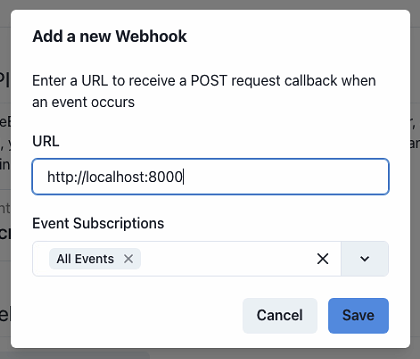 Add a new Webhook
Enter a URL to receive a POST request callback when
an event occurs
URL
http://localhost:8000
Event Subscriptions
All Events
Cancel
Save